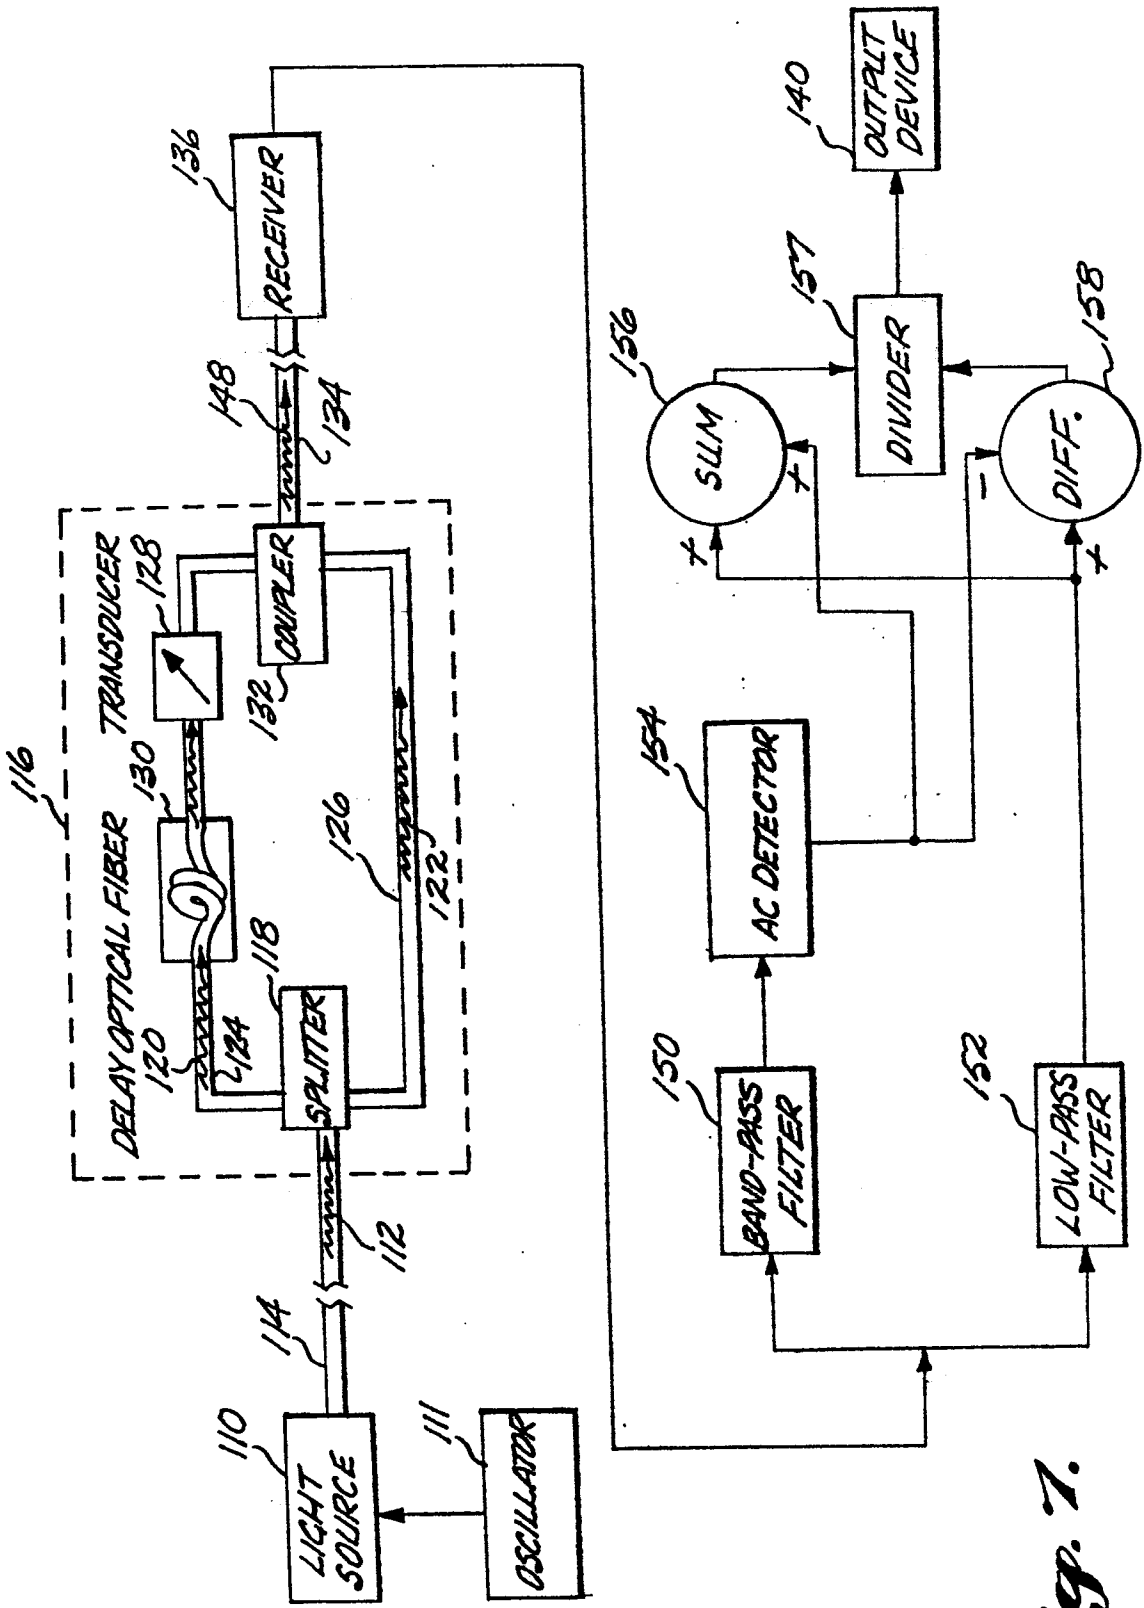 116
DELAY OPTICAL FIBER
TRANSDUCER
120
124
130
128
118
SPLITTER
126
122
132
COUPLER
110
LIGHT
SOURCE
114
112
148
134
136
RECEIVER
111
OSCILLATOR
150
BAND-PASS
FILTER
154
AC DETECTOR
156
SUM
+
+
157
DIVIDER
140
OUTPUT
DEVICE
152
LOW-PASS
FILTER
-
+
DIFF.
158
7.